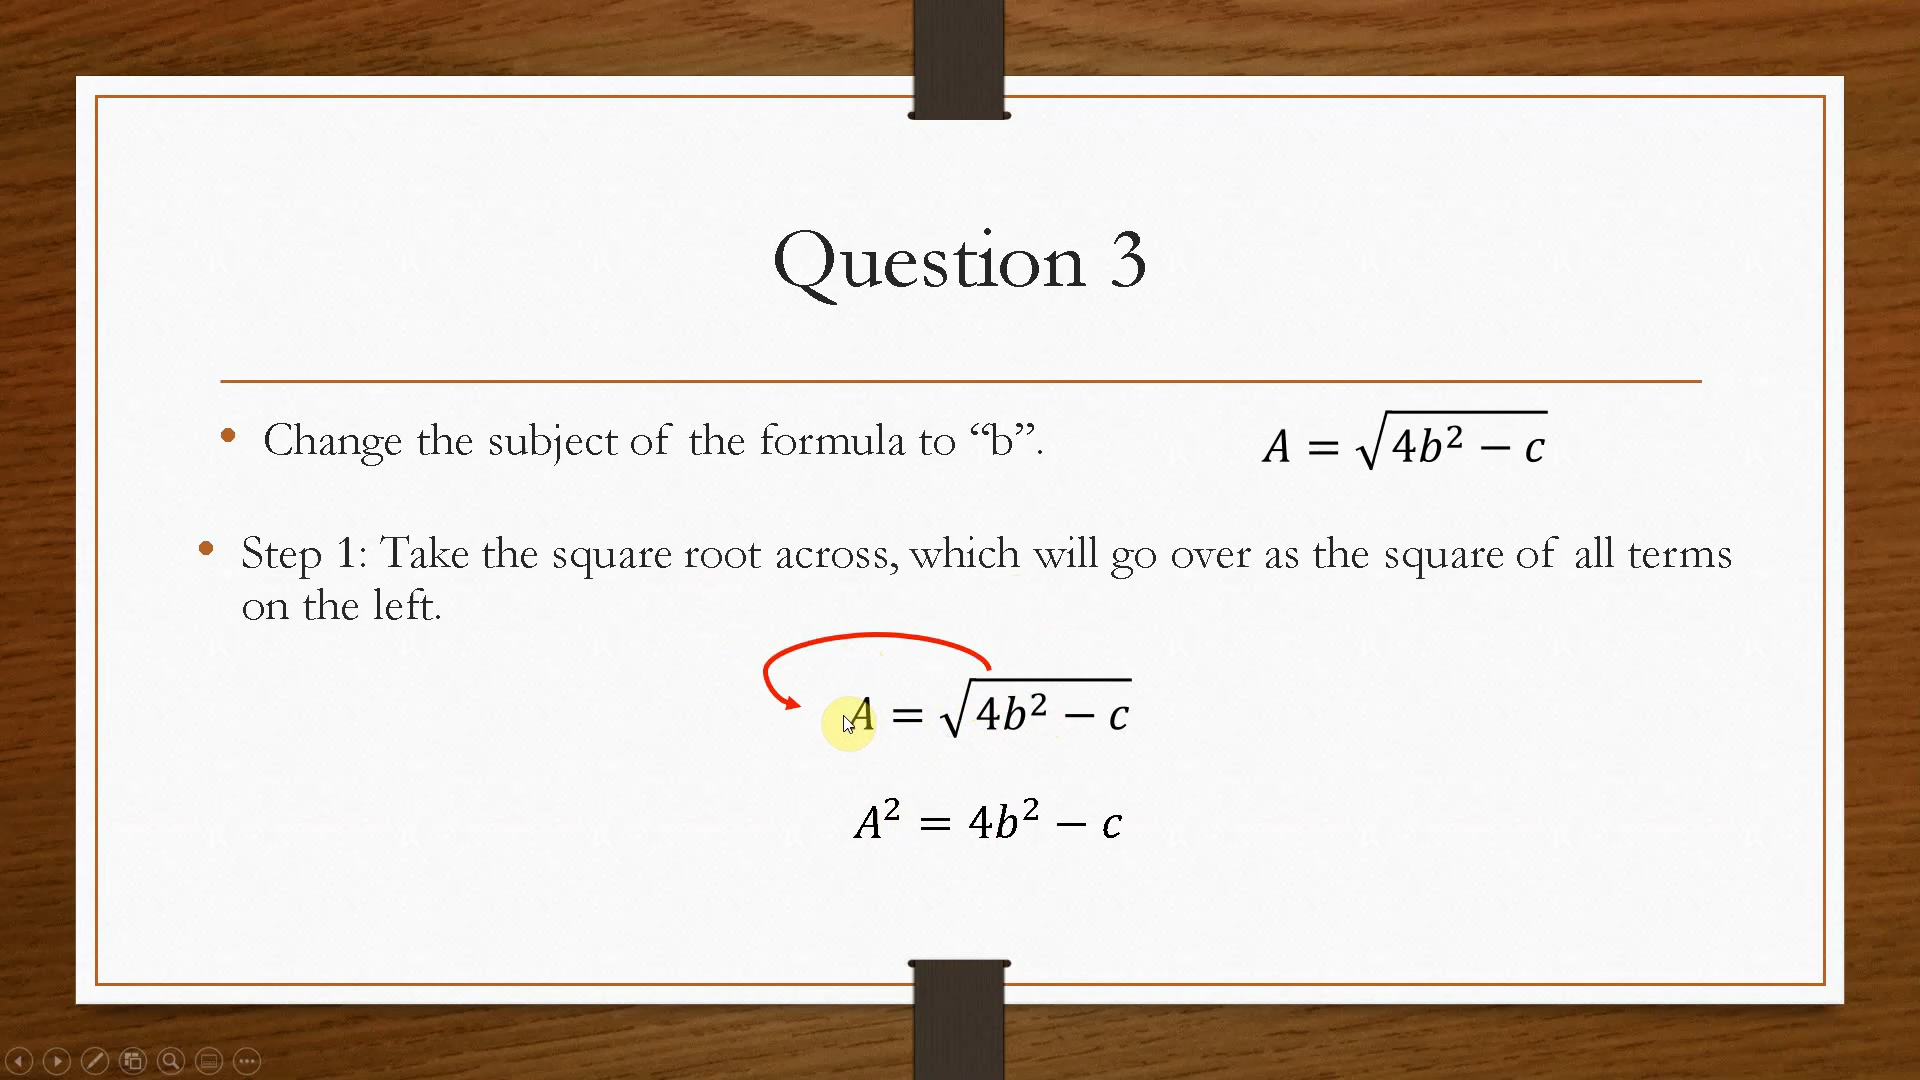 Question 3
Change the subject of the formula to “b”.
A = √4b² − c
Step 1: Take the square root across, which will go over as the square of all terms
on the left.
A = √4b² − c
A² = 4b² − c